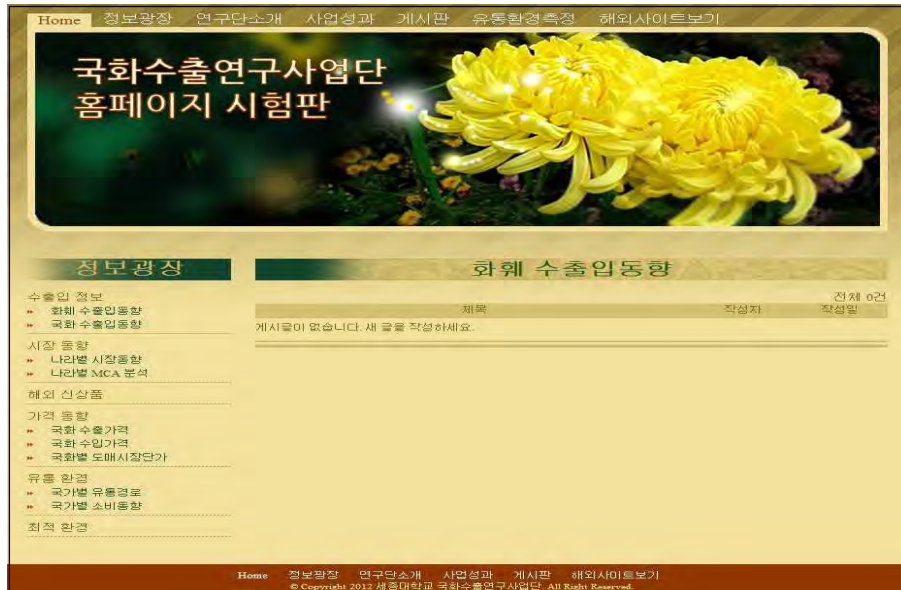 Home 정보광장 연구단소개 사업성과 게시판 유통환경측정 해외사이트보기
국화수출연구사업단
홈페이지 시험판
정보광장
화훼 수출입동향
수출입 정보
화훼 수출입동향
국화 수출입동향
시장 동향
나라별 시장동향
나라별 MCA 분석
해외 신상품
가격 동향
국화 수출가격
국화 수입가격
국화별 도매시장단가
유통 환경
국가별 유통경로
국가별 소비동향
최적 환경
전체 0건
제목 작성자 작성일
게시물이 없습니다. 새 글을 작성하세요.
Home 정보광장 연구단소개 사업성과 게시판 해외사이트보기
© Copyright 2012 세종대학교 국화수출연구사업단. All Right Reserved.